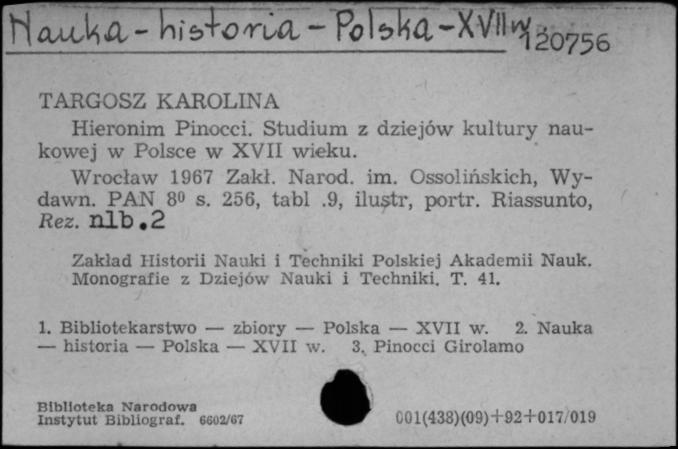 Nauka - historia - Polska - XVII w.
120756
TARGOSZ KAROLINA
Hieronim Pinocci. Studium z dziejów kultury nau-
kowej w Polsce w XVII wieku.
Wrocław 1967 Zakł. Narod. im. Ossolińskich, Wy-
dawn. PAN 8⁰ s. 256, tabl .9, ilustr, portr. Riassunto,
Rez. nlb.2
Zakład Historii Nauki i Techniki Polskiej Akademii Nauk.
Monografie z Dziejów Nauki i Techniki. T. 41.
1. Bibliotekarstwo — zbiory — Polska — XVII w. 2. Nauka
— historia — Polska — XVII w. 3. Pinocci Girolamo
Biblioteka Narodowa
Instytut Bibliograf. 6602/67
001(438)(09)+92+017/019